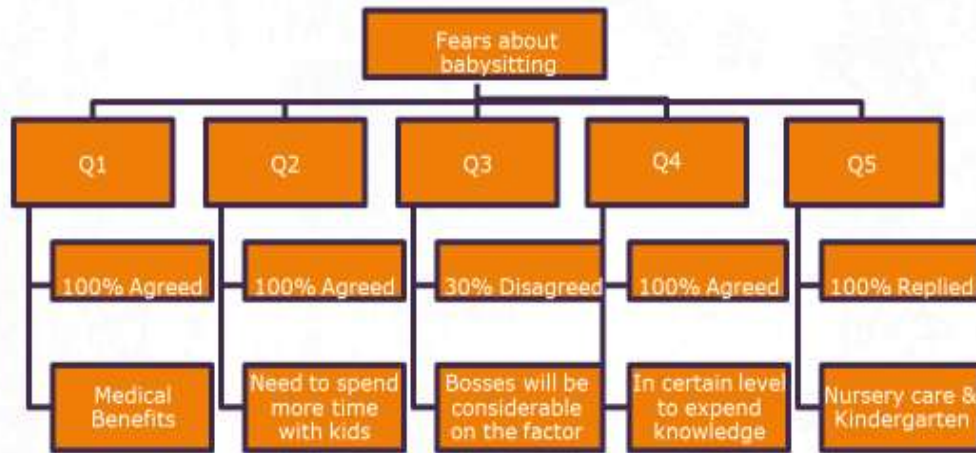 Fears about
babysitting
Q1
Q2
Q3
Q4
Q5
100% Agreed
100% Agreed
30% Disagreed
100% Agreed
100% Replied
Medical
Benefits
Need to spend
more time
with kids
Bosses will be
considerable
on the factor
In certain level
to expend
knowledge
Nursery care &
Kindergarten